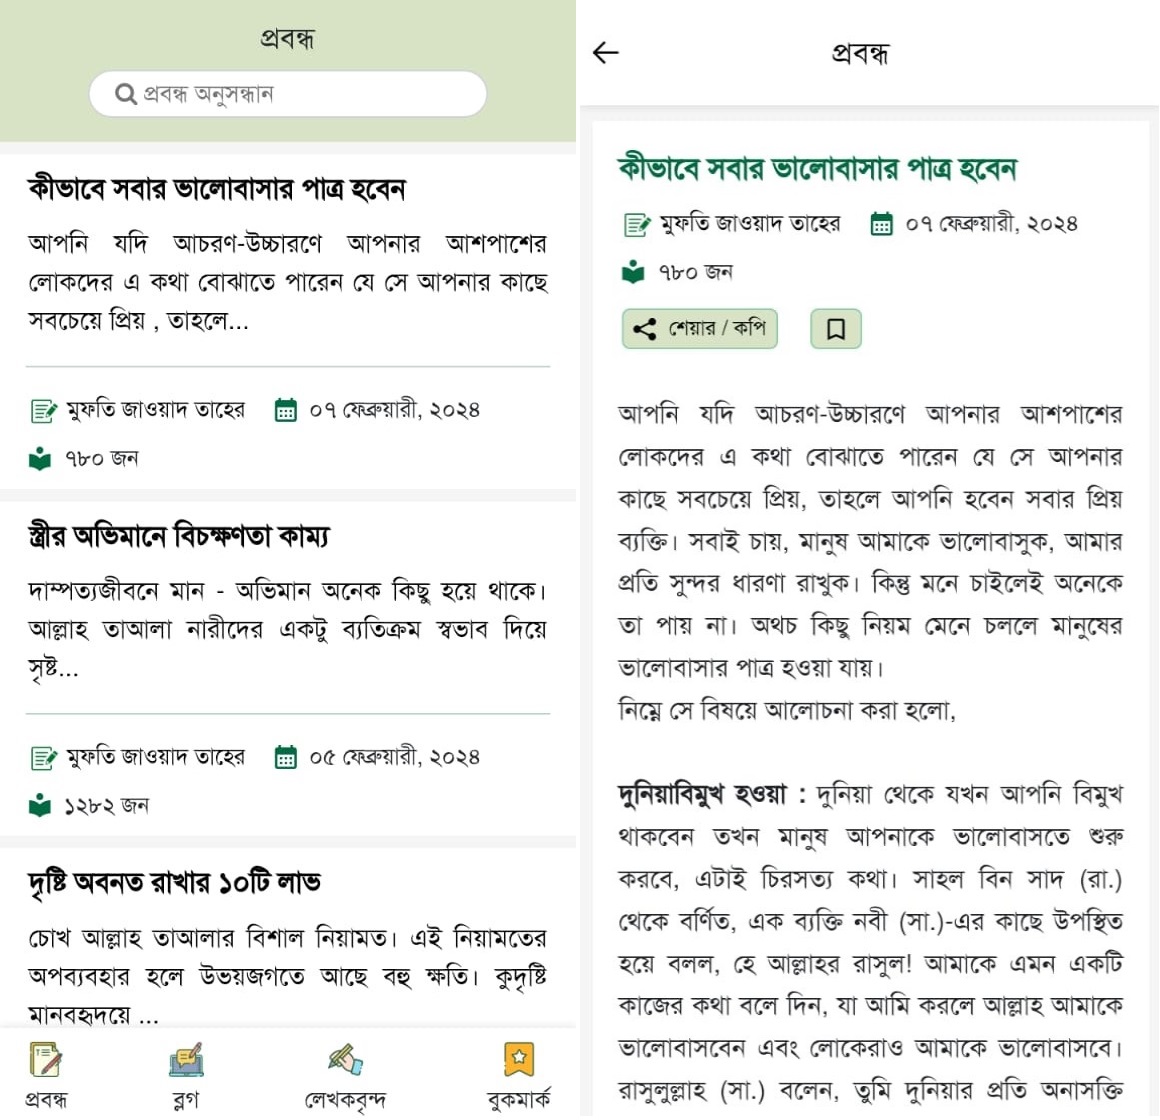 প্রবন্ধ
প্রবন্ধ অনুসন্ধান
কীভাবে সবার ভালোবাসার পাত্র হবেন
আপনি যদি আচরণ-উচ্চারণে আপনার আশপাশের
লোকদের এ কথা বোঝাতে পারেন যে সে আপনার কাছে
সবচেয়ে প্রিয় , তাহলে...
মুফতি জাওয়াদ তাহের ০৭ ফেব্রুয়ারী, ২০২৪
৭৮০ জন
স্ত্রীর অভিমানে বিচক্ষণতা কাম্য
দাম্পত্যজীবনে মান - অভিমান অনেক কিছু হয়ে থাকে।
আল্লাহ তাআলা নারীদের একটু ব্যতিক্রম স্বভাব দিয়ে
সৃষ্ট...
মুফতি জাওয়াদ তাহের ০৫ ফেব্রুয়ারী, ২০২৪
১২৮২ জন
দৃষ্টি অবনত রাখার ১০টি লাভ
চোখ আল্লাহ তাআলার বিশাল নিয়ামত। এই নিয়ামতের
অপব্যবহার হলে উভয়জগতে আছে বহু ক্ষতি। কুদৃষ্টি
মানবহৃদয়ে ...
প্রবন্ধ ব্লগ লেখকবৃন্দ বুকমার্ক
প্রবন্ধ
কীভাবে সবার ভালোবাসার পাত্র হবেন
মুফতি জাওয়াদ তাহের ০৭ ফেব্রুয়ারী, ২০২৪
৭৮০ জন
শেয়ার / কপি
আপনি যদি আচরণ-উচ্চারণে আপনার আশপাশের
লোকদের এ কথা বোঝাতে পারেন যে সে আপনার
কাছে সবচেয়ে প্রিয়, তাহলে আপনি হবেন সবার প্রিয়
ব্যক্তি। সবাই চায়, মানুষ আমাকে ভালোবাসুক, আমার
প্রতি সুন্দর ধারণা রাখুক। কিন্তু মনে চাইলেই অনেকে
তা পায় না। অথচ কিছু নিয়ম মেনে চললে মানুষের
ভালোবাসার পাত্র হওয়া যায়।
নিম্নে সে বিষয়ে আলোচনা করা হলো,
দুনিয়াবিমুখ হওয়া : দুনিয়া থেকে যখন আপনি বিমুখ
থাকবেন তখন মানুষ আপনাকে ভালোবাসতে শুরু
করবে, এটাই চিরসত্য কথা। সাহল বিন সাদ (রা.)
থেকে বর্ণিত, এক ব্যক্তি নবী (সা.)-এর কাছে উপস্থিত
হয়ে বলল, হে আল্লাহর রাসুল! আমাকে এমন একটি
কাজের কথা বলে দিন, যা আমি করলে আল্লাহ আমাকে
ভালোবাসবেন এবং লোকেরাও আমাকে ভালোবাসবে।
রাসুলুল্লাহ (সা.) বলেন, তুমি দুনিয়ার প্রতি অনাসক্তি